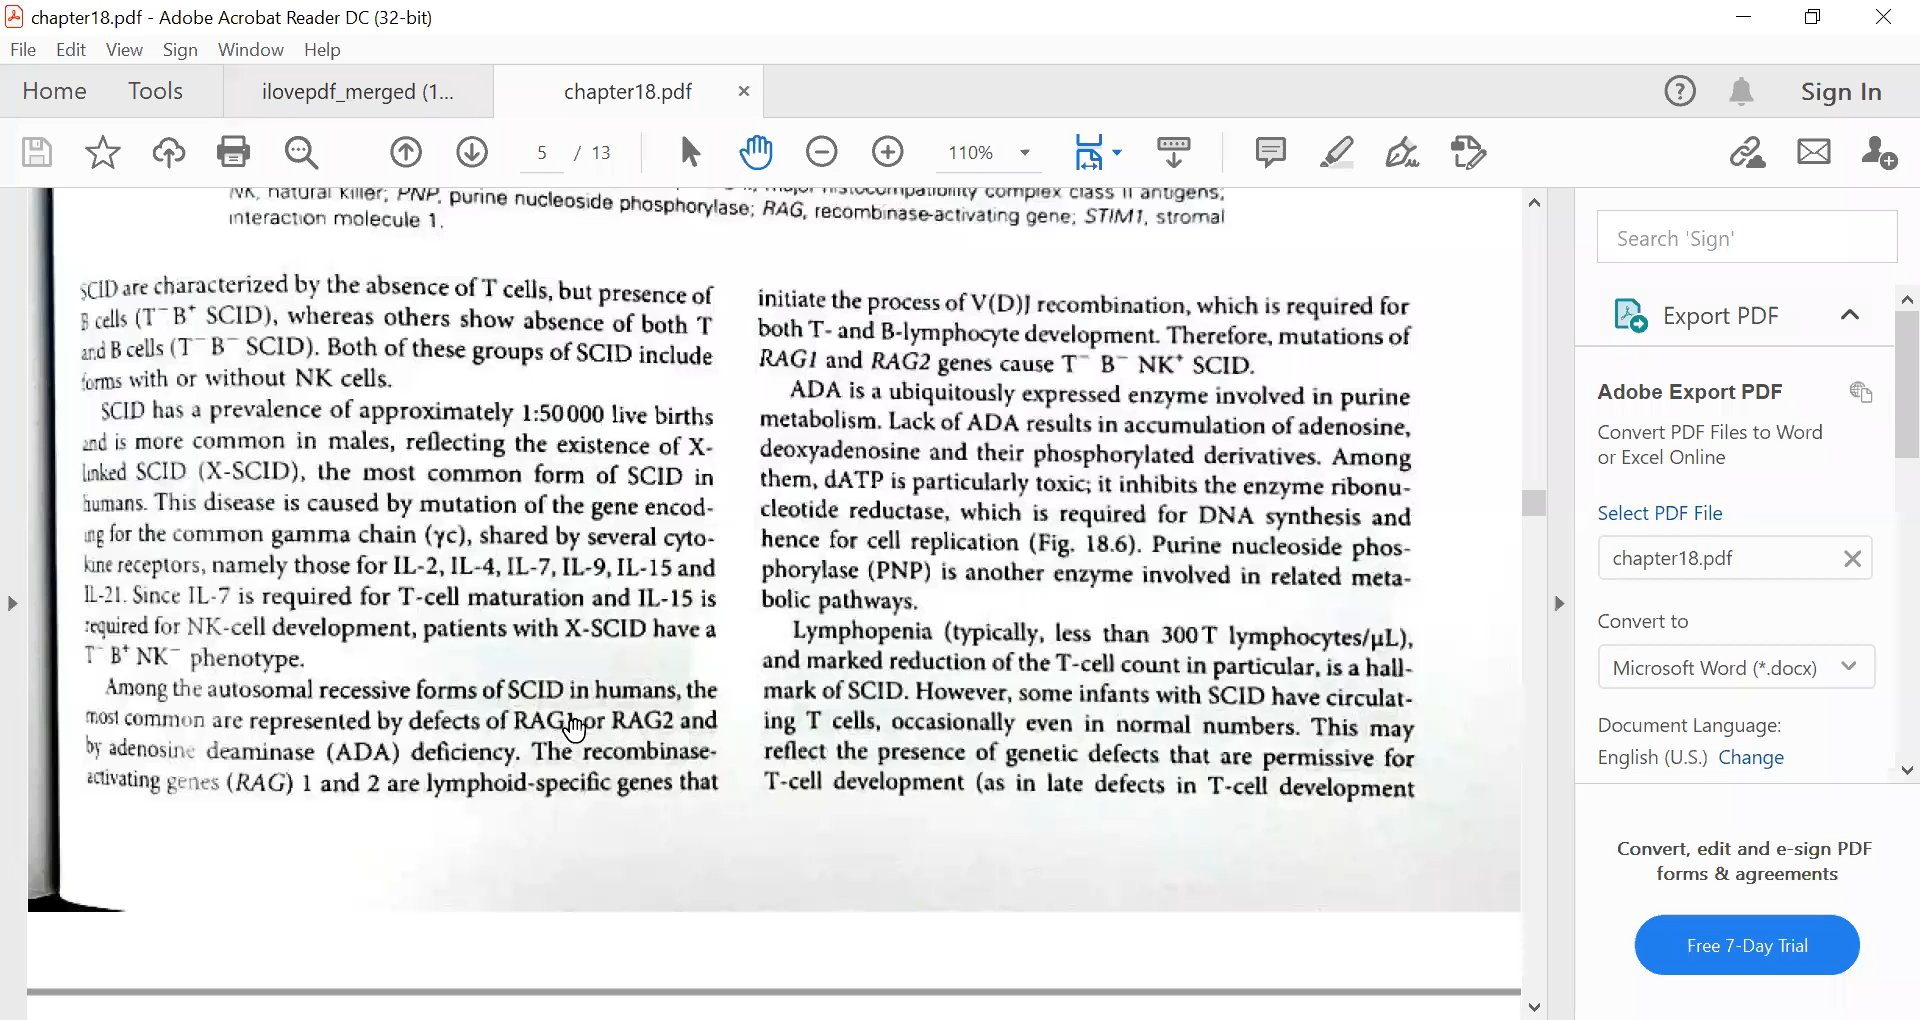 chapter18.pdf - Adobe Acrobat Reader DC (32-bit)
File Edit View Sign Window Help
Home Tools ilovepdf_merged (1... chapter18.pdf
Sign In
5 / 13
110%
NK, natural killer; PNP, purine nucleoside phosphorylase; RAG, recombinase-activating gene; STIM1, stromal
major histocompatibility complex class II antigens;
interaction molecule 1.
SCID are characterized by the absence of T cells, but presence of
B cells (T⁻ B⁺ SCID), whereas others show absence of both T
and B cells (T⁻ B⁻ SCID). Both of these groups of SCID include
forms with or without NK cells.
SCID has a prevalence of approximately 1:50 000 live births
and is more common in males, reflecting the existence of X-
linked SCID (X-SCID), the most common form of SCID in
humans. This disease is caused by mutation of the gene encod-
ing for the common gamma chain (γc), shared by several cyto-
kine receptors, namely those for IL-2, IL-4, IL-7, IL-9, IL-15 and
IL-21. Since IL-7 is required for T-cell maturation and IL-15 is
required for NK-cell development, patients with X-SCID have a
T⁻ B⁺ NK⁻ phenotype.
Among the autosomal recessive forms of SCID in humans, the
most common are represented by defects of RAG1 or RAG2 and
by adenosine deaminase (ADA) deficiency. The recombinase-
activating genes (RAG) 1 and 2 are lymphoid-specific genes that
initiate the process of V(D)J recombination, which is required for
both T- and B-lymphocyte development. Therefore, mutations of
RAG1 and RAG2 genes cause T⁻ B⁻ NK⁺ SCID.
ADA is a ubiquitously expressed enzyme involved in purine
metabolism. Lack of ADA results in accumulation of adenosine,
deoxyadenosine and their phosphorylated derivatives. Among
them, dATP is particularly toxic; it inhibits the enzyme ribonu-
cleotide reductase, which is required for DNA synthesis and
hence for cell replication (Fig. 18.6). Purine nucleoside phos-
phorylase (PNP) is another enzyme involved in related meta-
bolic pathways.
Lymphopenia (typically, less than 300 T lymphocytes/μL),
and marked reduction of the T-cell count in particular, is a hall-
mark of SCID. However, some infants with SCID have circulat-
ing T cells, occasionally even in normal numbers. This may
reflect the presence of genetic defects that are permissive for
T-cell development (as in late defects in T-cell development
Search 'Sign'
Export PDF
Adobe Export PDF
Convert PDF Files to Word
or Excel Online
Select PDF File
chapter18.pdf
Convert to
Microsoft Word (*.docx)
Document Language:
English (U.S.) Change
Convert, edit and e-sign PDF
forms & agreements
Free 7-Day Trial